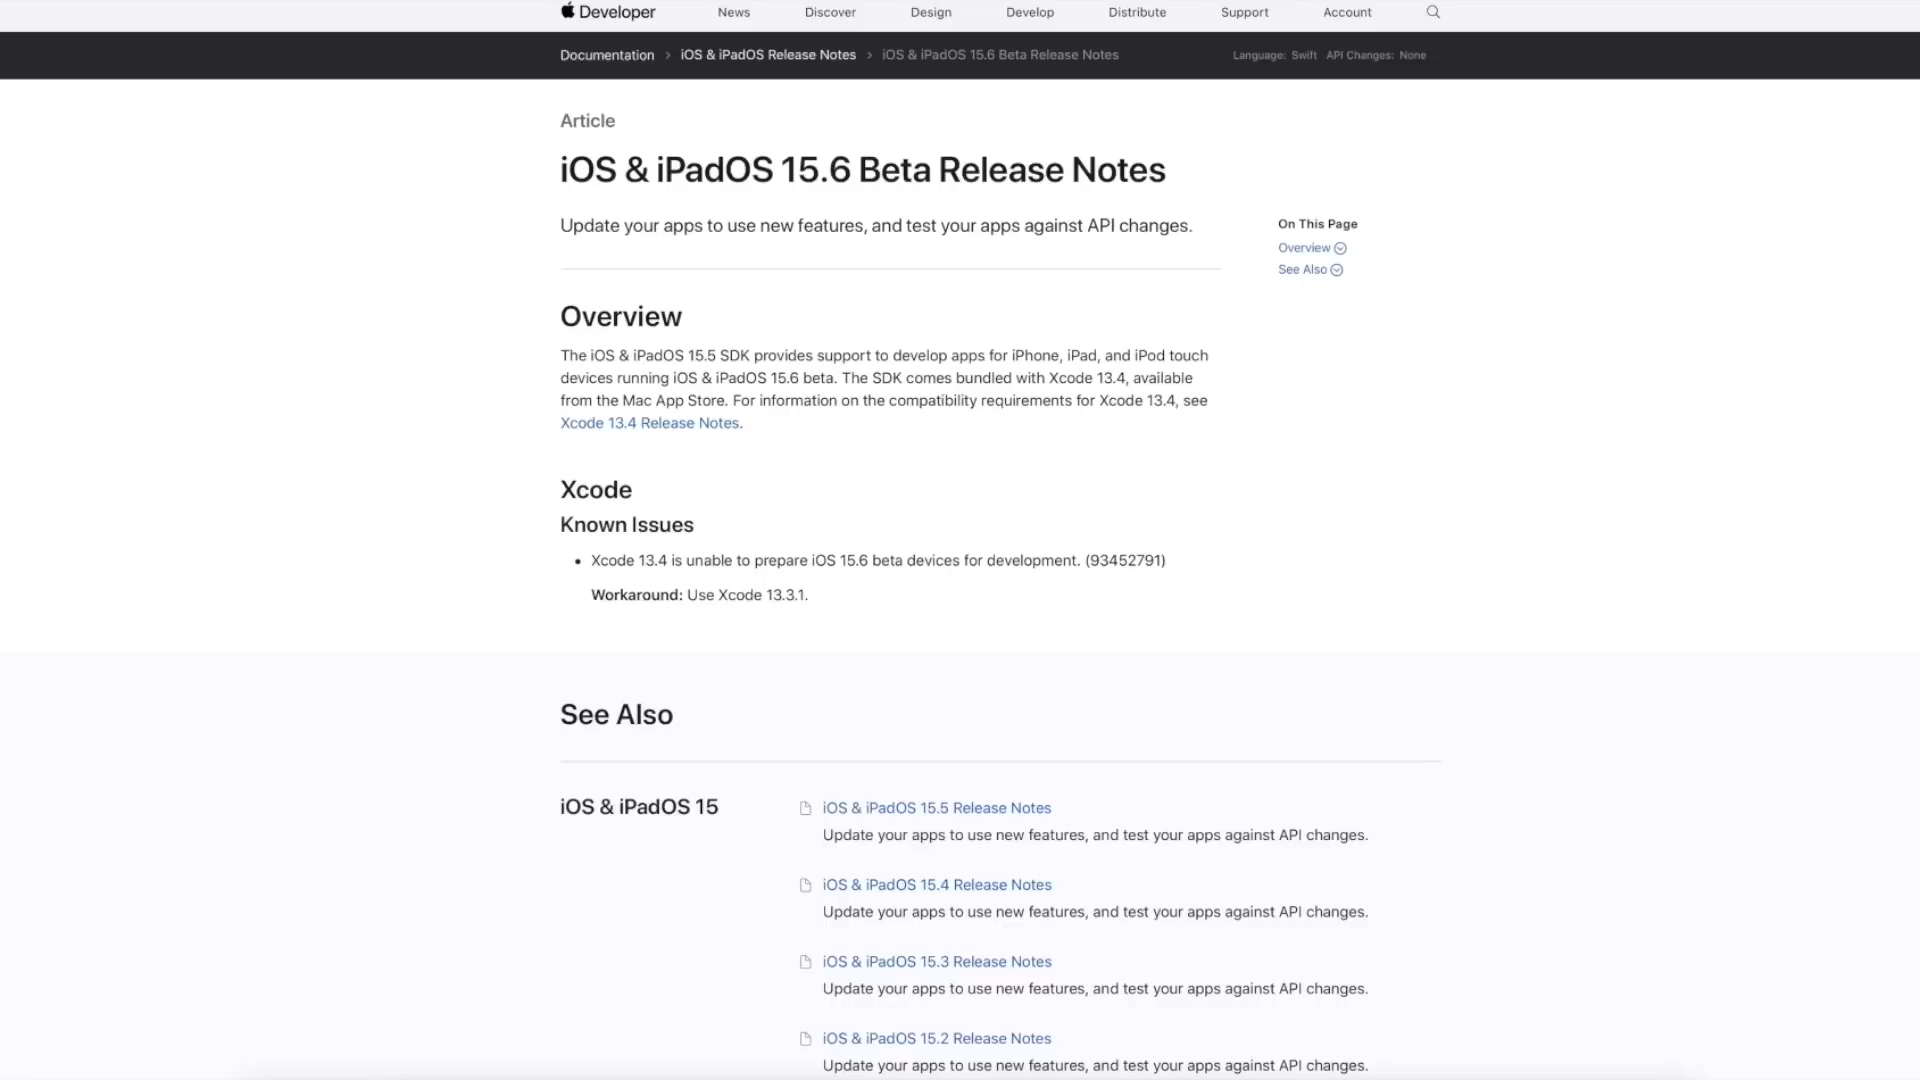 Developer
News
Discover
Design
Develop
Distribute
Support
Account
Documentation > iOS & iPadOS Release Notes > iOS & iPadOS 15.6 Beta Release Notes
Language: Swift API Changes: None
Article
iOS & iPadOS 15.6 Beta Release Notes
Update your apps to use new features, and test your apps against API changes.
On This Page
Overview
See Also
Overview
The iOS & iPadOS 15.5 SDK provides support to develop apps for iPhone, iPad, and iPod touch
devices running iOS & iPadOS 15.6 beta. The SDK comes bundled with Xcode 13.4, available
from the Mac App Store. For information on the compatibility requirements for Xcode 13.4, see
Xcode 13.4 Release Notes.
Xcode
Known Issues
• Xcode 13.4 is unable to prepare iOS 15.6 beta devices for development. (93452791)
Workaround: Use Xcode 13.3.1.
See Also
iOS & iPadOS 15
iOS & iPadOS 15.5 Release Notes
Update your apps to use new features, and test your apps against API changes.
iOS & iPadOS 15.4 Release Notes
Update your apps to use new features, and test your apps against API changes.
iOS & iPadOS 15.3 Release Notes
Update your apps to use new features, and test your apps against API changes.
iOS & iPadOS 15.2 Release Notes
Update your apps to use new features, and test your apps against API changes.